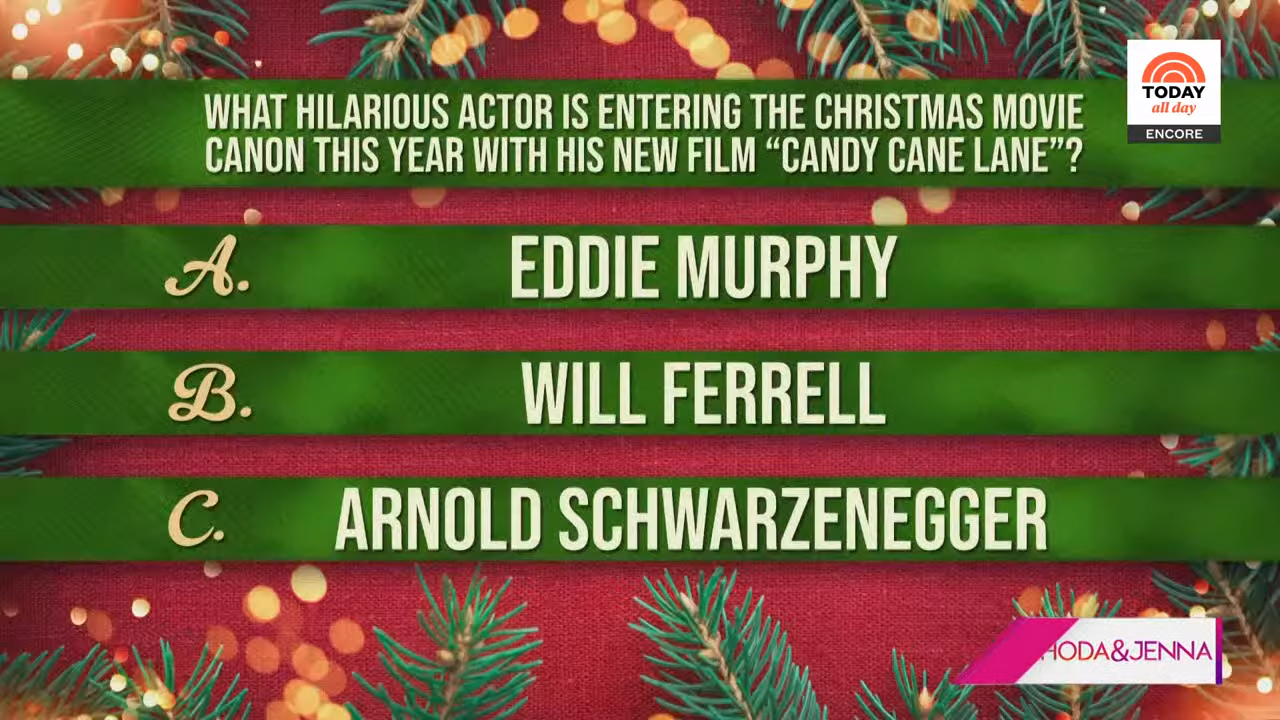 WHAT HILARIOUS ACTOR IS ENTERING THE CHRISTMAS MOVIE
CANON THIS YEAR WITH HIS NEW FILM “CANDY CANE LANE”?
TODAY
all day
ENCORE
A. EDDIE MURPHY
B. WILL FERRELL
C. ARNOLD SCHWARZENEGGER
HODA&JENNA